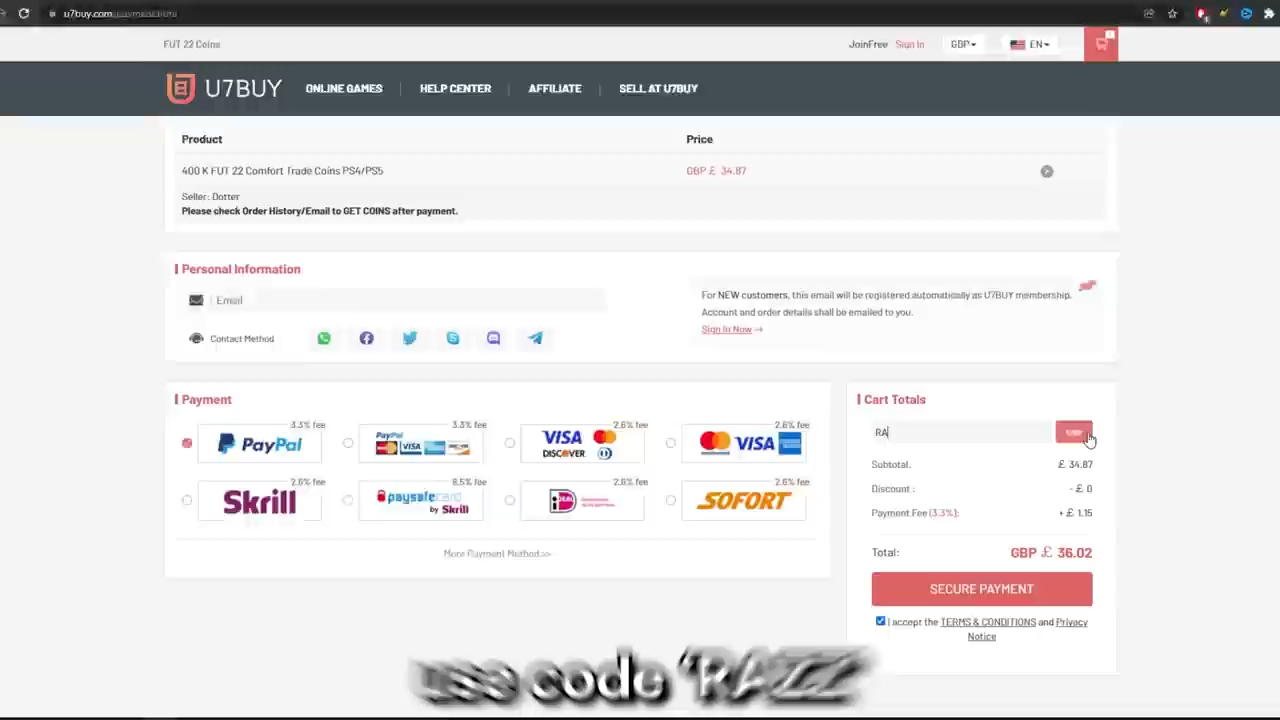 u7buy.com
FUT 22 Coins
JoinFree Sign In GBP EN 1
U7BUY ONLINE GAMES HELP CENTER AFFILIATE SELL AT U7BUY
Product Price
400 K FUT 22 Comfort Trade Coins PS4/PS5 GBP £ 34.87
Seller: Dotter
Please check Order History/Email to GET COINS after payment.
Personal Information
Email
Contact Method
For NEW customers, this email will be registered automatically as U7BUY membership.
Account and order details shall be emailed to you.
Sign In Now →
Payment
3.3% fee 3.3% fee 2.6% fee 2.6% fee
PayPal PayPal VISA VISA DISCOVER VISA
2.6% fee 8.5% fee 2.6% fee 2.6% fee
Skrill paysafecard by Skrill iD SOFORT
More Payment Method>>
Cart Totals
RA
Subtotal: £ 34.87
Discount : - £ 0
Payment Fee (3.3%): + £ 1.15
Total: GBP £ 36.02
SECURE PAYMENT
I accept the TERMS & CONDITIONS and Privacy
Notice
use code 'RAZZ'